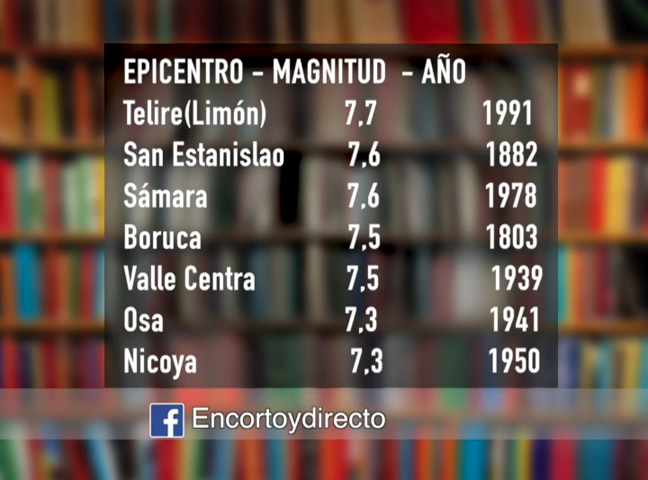 EPICENTRO - MAGNITUD - AÑO
Telire(Limón) 7,7 1991
San Estanislao 7,6 1882
Sámara 7,6 1978
Boruca 7,5 1803
Valle Centra 7,5 1939
Osa 7,3 1941
Nicoya 7,3 1950
f Encortoydirecto